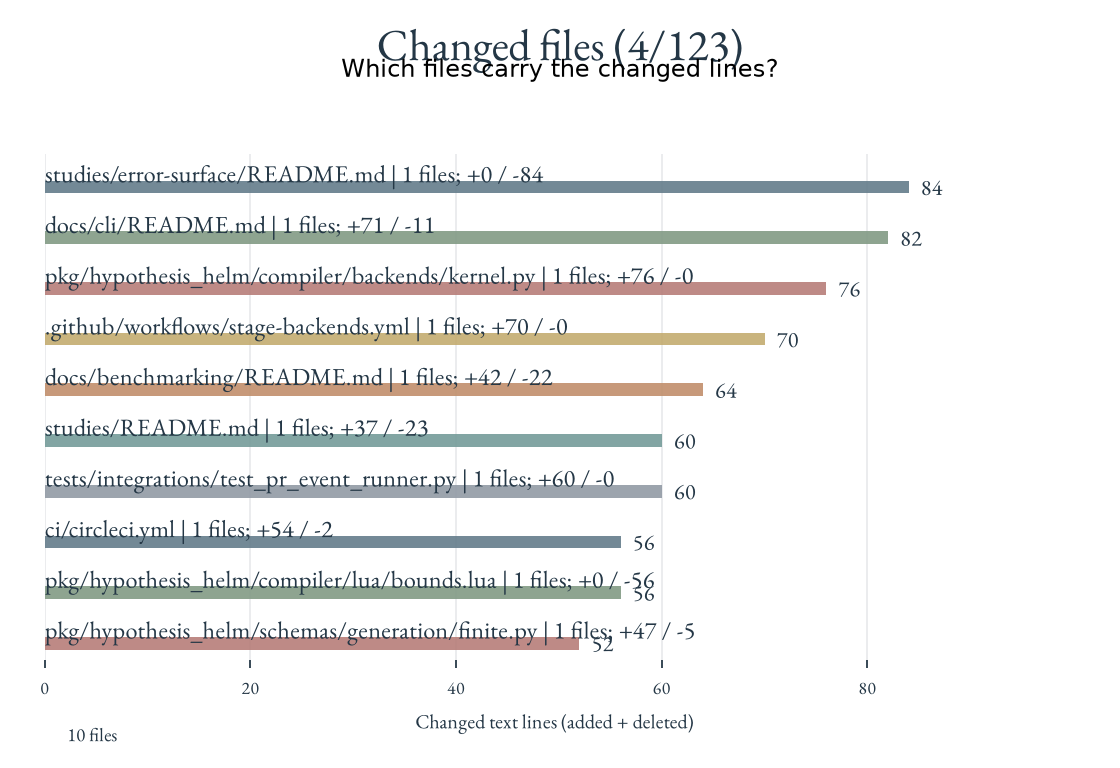 Changed files (4/123)
Which files carry the changed lines?
studies/error-surface/README.md | 1 files; +0 / -84
84
docs/cli/README.md | 1 files; +71 / -11
82
pkg/hypothesis_helm/compiler/backends/kernel.py | 1 files; +76 / -0
76
.github/workflows/stage-backends.yml | 1 files; +70 / -0
70
docs/benchmarking/README.md | 1 files; +42 / -22
64
studies/README.md | 1 files; +37 / -23
60
tests/integrations/test_pr_event_runner.py | 1 files; +60 / -0
60
ci/circleci.yml | 1 files; +54 / -2
56
pkg/hypothesis_helm/compiler/lua/bounds.lua | 1 files; +0 / -56
56
pkg/hypothesis_helm/schemas/generation/finite.py | 1 files; +47 / -5
52
0 20 40 60 80
Changed text lines (added + deleted)
10 files